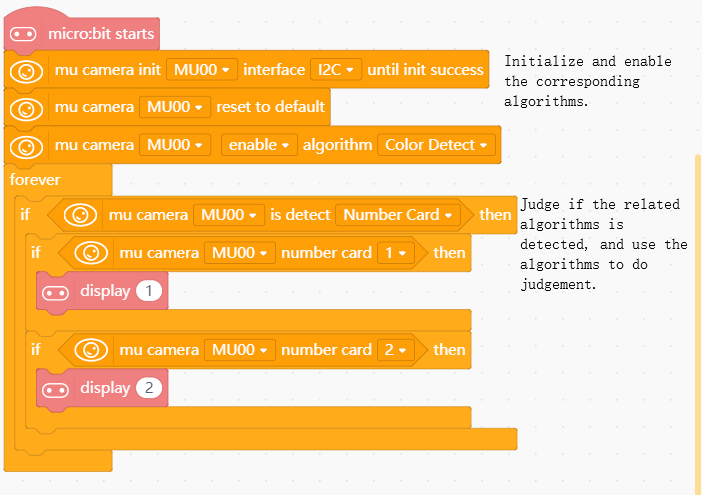 micro:bit starts
mu camera init MU00 interface I2C until init success
mu camera MU00 reset to default
mu camera MU00 enable algorithm Color Detect
forever
if mu camera MU00 is detect Number Card then
if mu camera MU00 number card 1 then
display 1
if mu camera MU00 number card 2 then
display 2
Initialize and enable
the corresponding
algorithms.
Judge if the related
algorithms is
detected, and use the
algorithms to do
judgement.